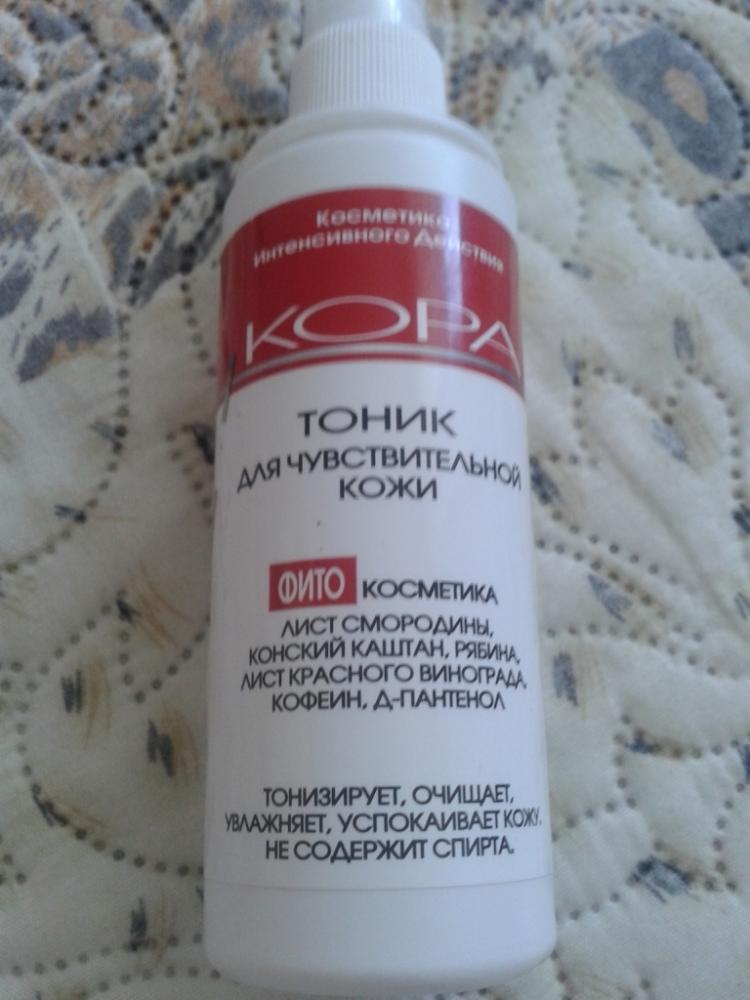 Косметика
Интенсивного Действия
КОРА
ТОНИК
ДЛЯ ЧУВСТВИТЕЛЬНОЙ
КОЖИ
ФИТО КОСМЕТИКА
ЛИСТ СМОРОДИНЫ,
КОНСКИЙ КАШТАН, РЯБИНА,
ЛИСТ КРАСНОГО ВИНОГРАДА,
КОФЕИН, Д-ПАНТЕНОЛ
ТОНИЗИРУЕТ, ОЧИЩАЕТ,
УВЛАЖНЯЕТ, УСПОКАИВАЕТ КОЖУ.
НЕ СОДЕРЖИТ СПИРТА.